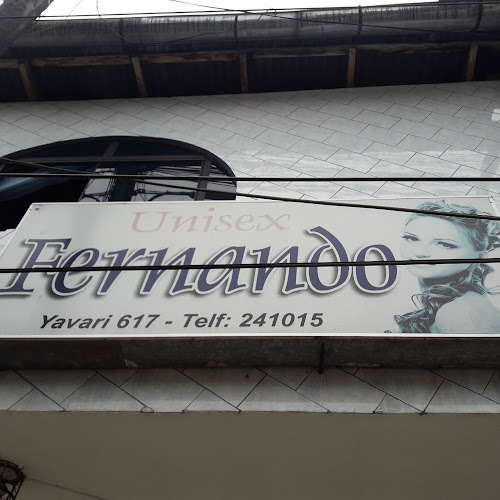 Unisex
Fernando
Yavari 617 - Telf: 241015